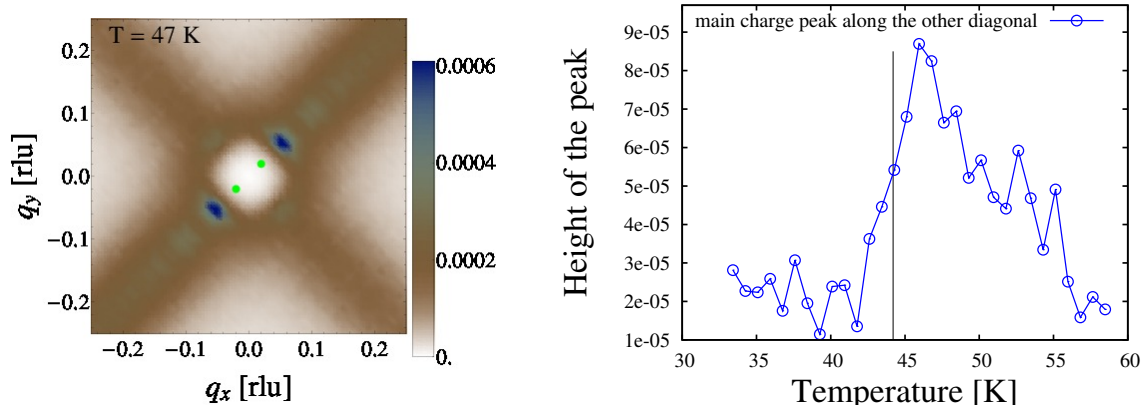 T = 47 K
0.2
0.1
0.0
−0.1
−0.2
−0.2
−0.1
0.0
0.1
0.2
q_y [rlu]
q_x [rlu]
0.0006
0.0004
0.0002
0.
main charge peak along the other diagonal
9e-05
8e-05
7e-05
6e-05
5e-05
4e-05
3e-05
2e-05
1e-05
30
35
40
45
50
55
60
Height of the peak
Temperature [K]